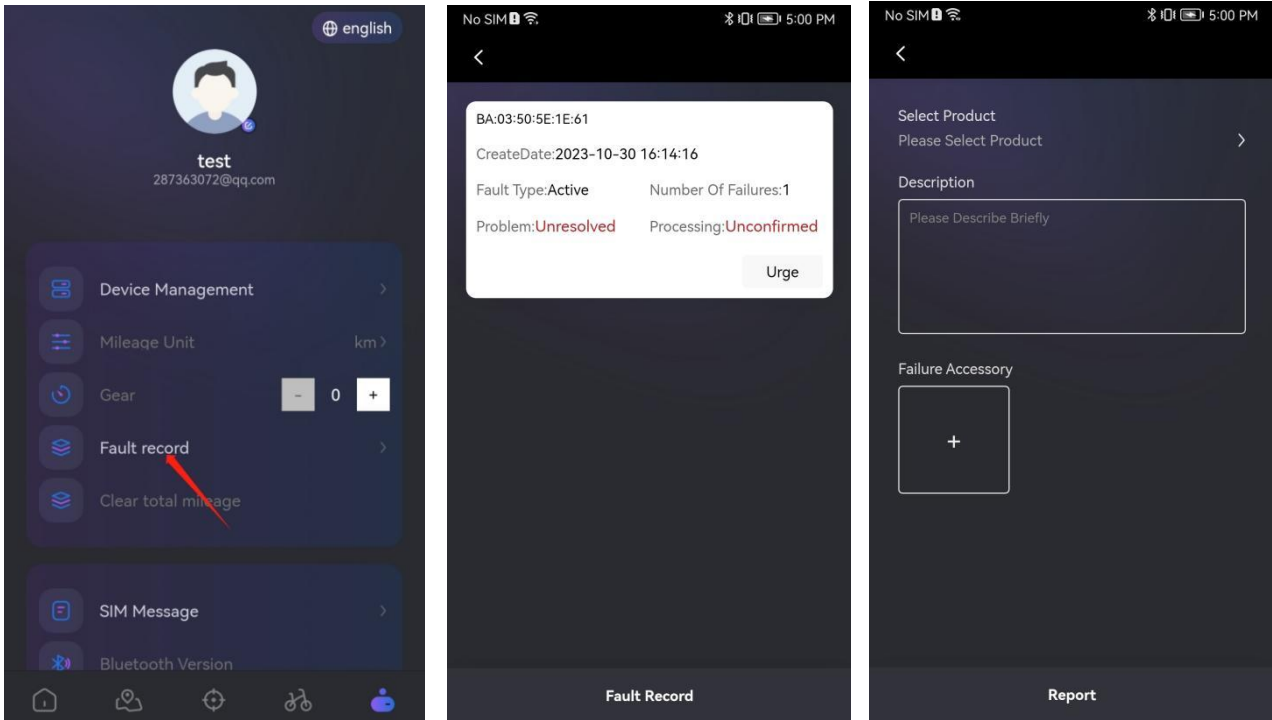 english
test
287363072@qq.com
Device Management
Mileage Unit km
Gear - 0 +
Fault record
Clear total mileage
SIM Message
Bluetooth Version
No SIM 5:00 PM
BA:03:50:5E:1E:61
CreateDate:2023-10-30 16:14:16
Fault Type:Active Number Of Failures:1
Problem:Unresolved Processing:Unconfirmed
Urge
Fault Record
No SIM 5:00 PM
Select Product
Please Select Product
Description
Please Describe Briefly
Failure Accessory
+
Report